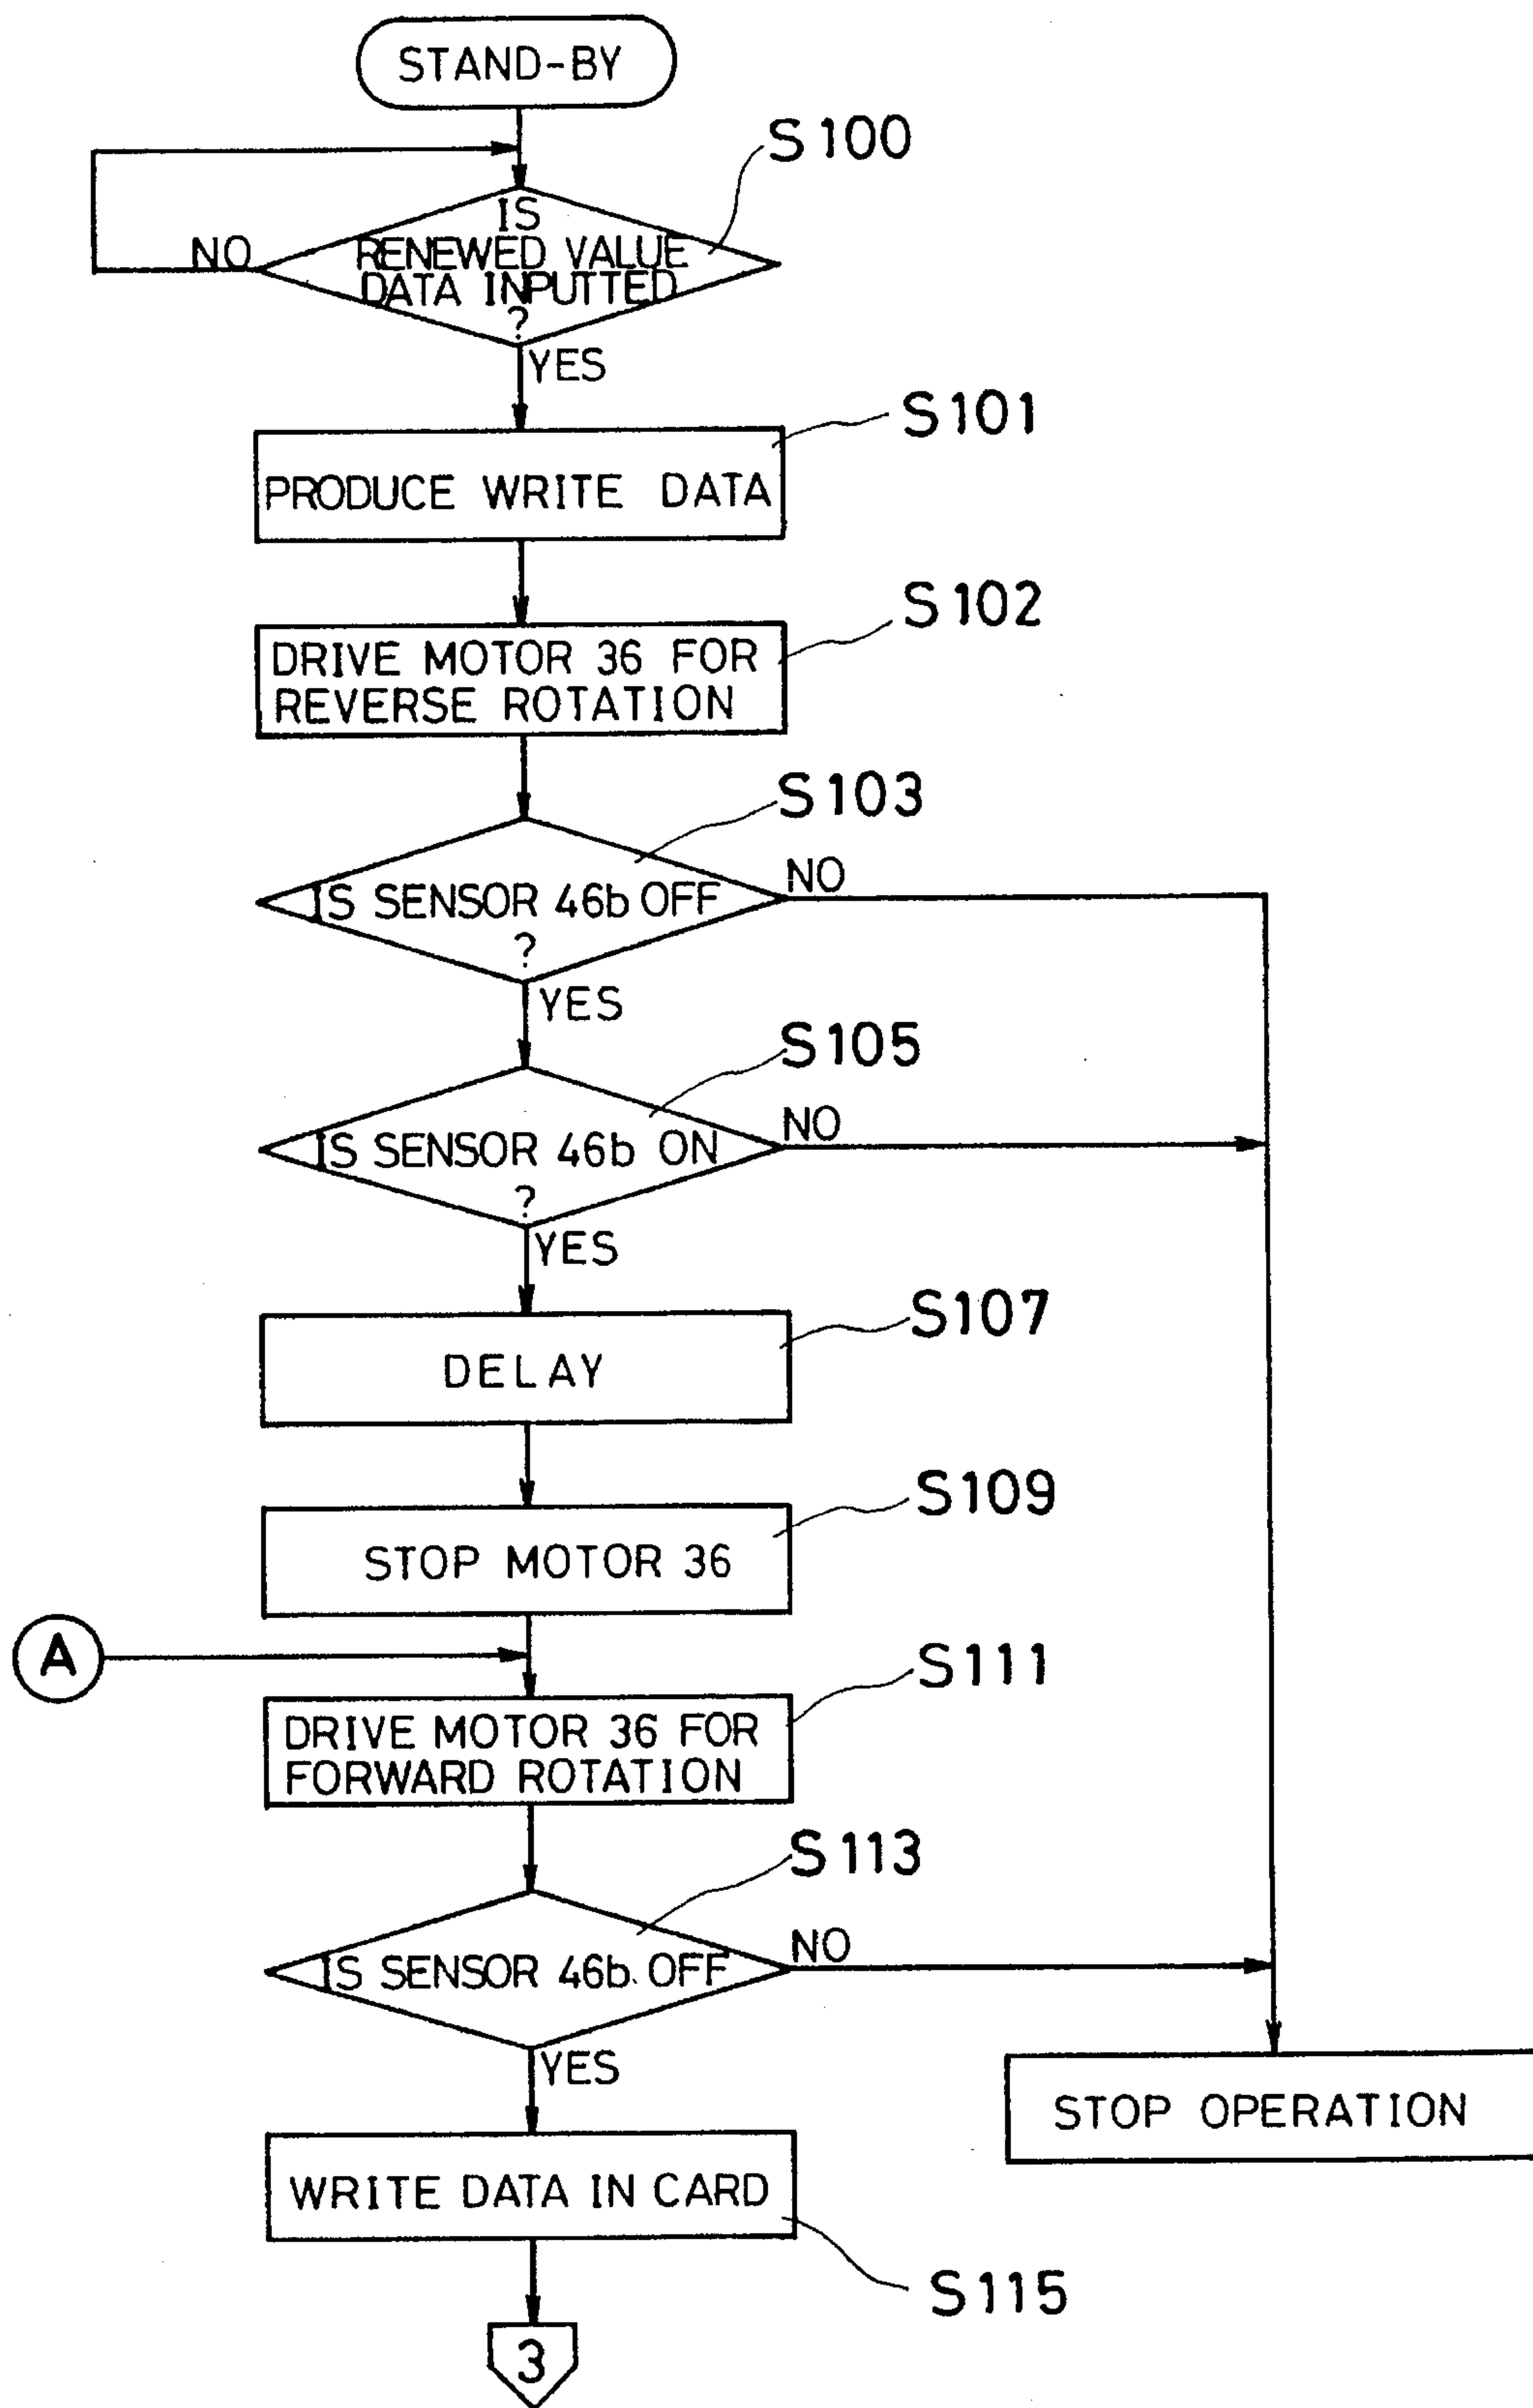 STAND-BY
S100
IS
RENEWED VALUE
DATA INPUTTED
?
NO
YES
S101
PRODUCE WRITE DATA
S102
DRIVE MOTOR 36 FOR
REVERSE ROTATION
S103
IS SENSOR 46b OFF
?
NO
YES
S105
IS SENSOR 46b ON
?
NO
YES
S107
DELAY
S109
STOP MOTOR 36
A
S111
DRIVE MOTOR 36 FOR
FORWARD ROTATION
S113
IS SENSOR 46b OFF
NO
YES
STOP OPERATION
WRITE DATA IN CARD
S115
3